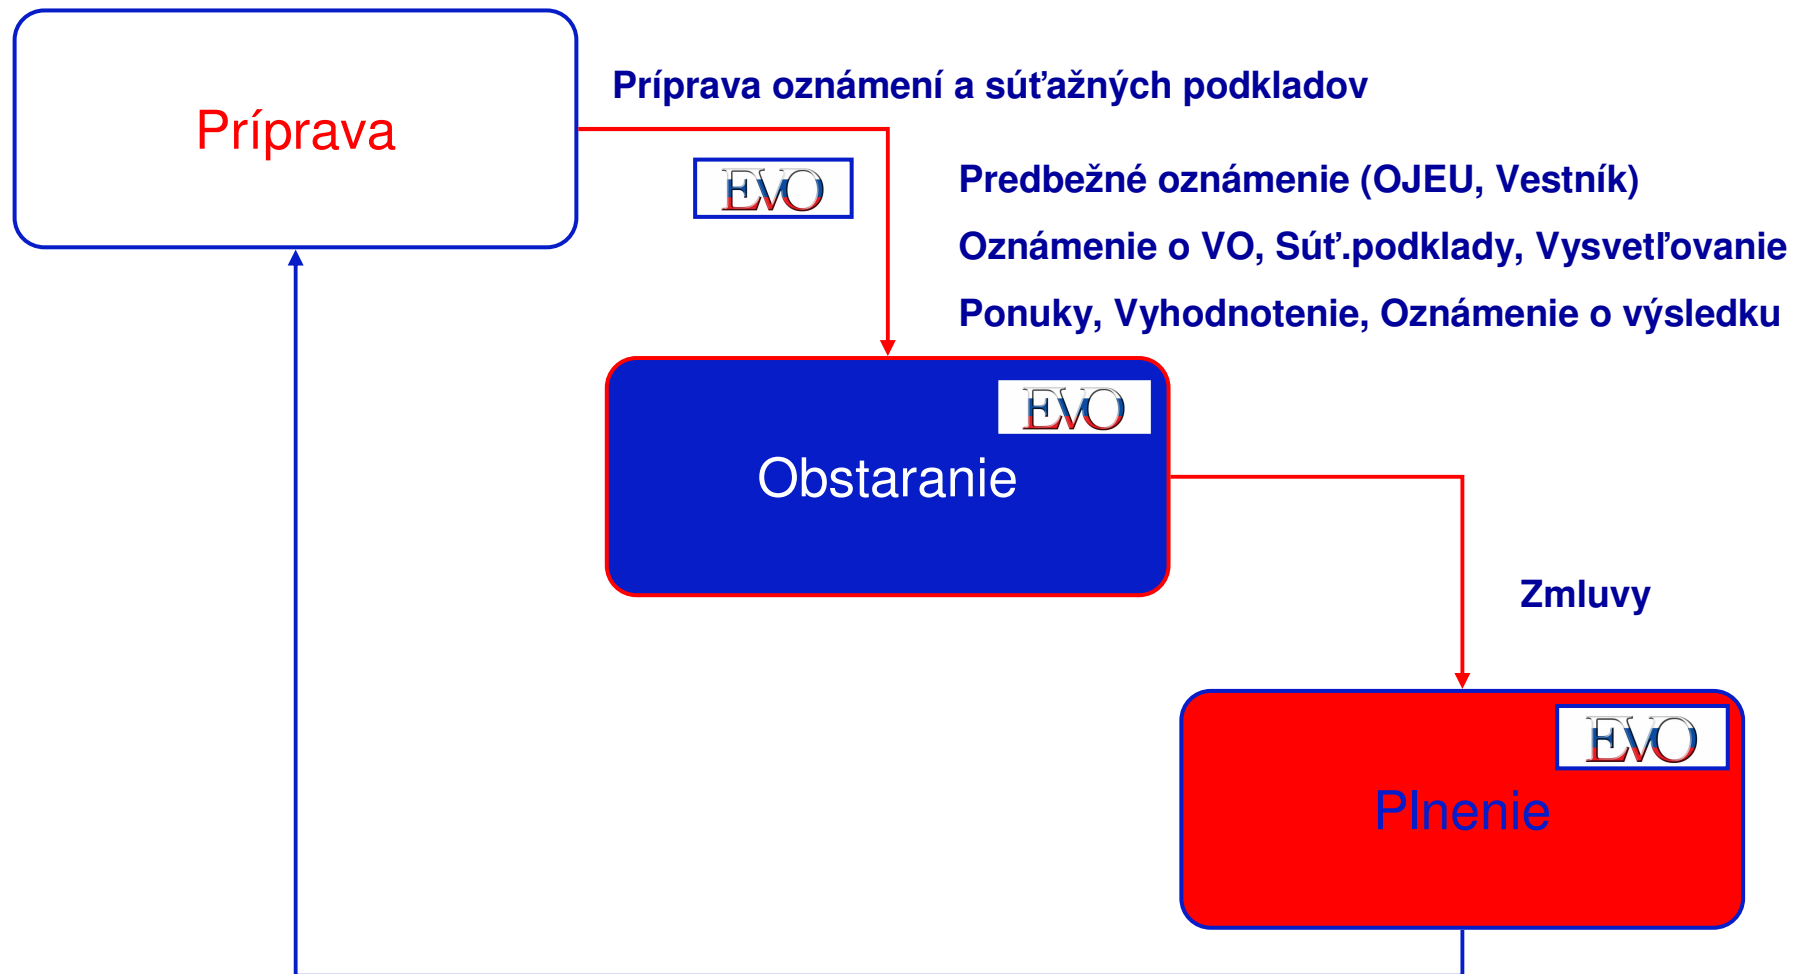 Príprava
Príprava oznámení a súťažných podkladov
EVO
Predbežné oznámenie (OJEU, Vestník)
Oznámenie o VO, Súť.podklady, Vysvetľovanie
Ponuky, Vyhodnotenie, Oznámenie o výsledku
EVO
Obstaranie
Zmluvy
EVO
Plnenie